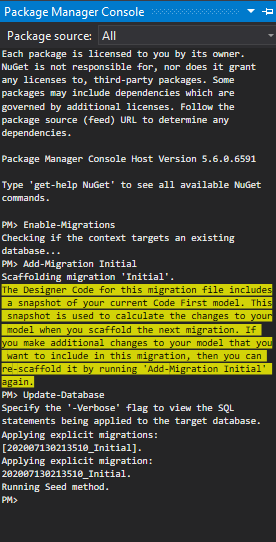 Package Manager Console
Package source: All
Each package is licensed to you by its owner.
NuGet is not responsible for, nor does it grant
any licenses to, third-party packages. Some
packages may include dependencies which are
governed by additional licenses. Follow the
package source (feed) URL to determine any
dependencies.
Package Manager Console Host Version 5.6.0.6591
Type 'get-help NuGet' to see all available NuGet
commands.
PM> Enable-Migrations
Checking if the context targets an existing
database...
PM> Add-Migration Initial
Scaffolding migration 'Initial'.
The Designer Code for this migration file includes
a snapshot of your current Code First model. This
snapshot is used to calculate the changes to your
model when you scaffold the next migration. If
you make additional changes to your model that you
want to include in this migration, then you can
re-scaffold it by running 'Add-Migration Initial'
again.
PM> Update-Database
Specify the '-Verbose' flag to view the SQL
statements being applied to the target database.
Applying explicit migrations:
[202007130213510_Initial].
Applying explicit migration:
202007130213510_Initial.
Running Seed method.
PM>